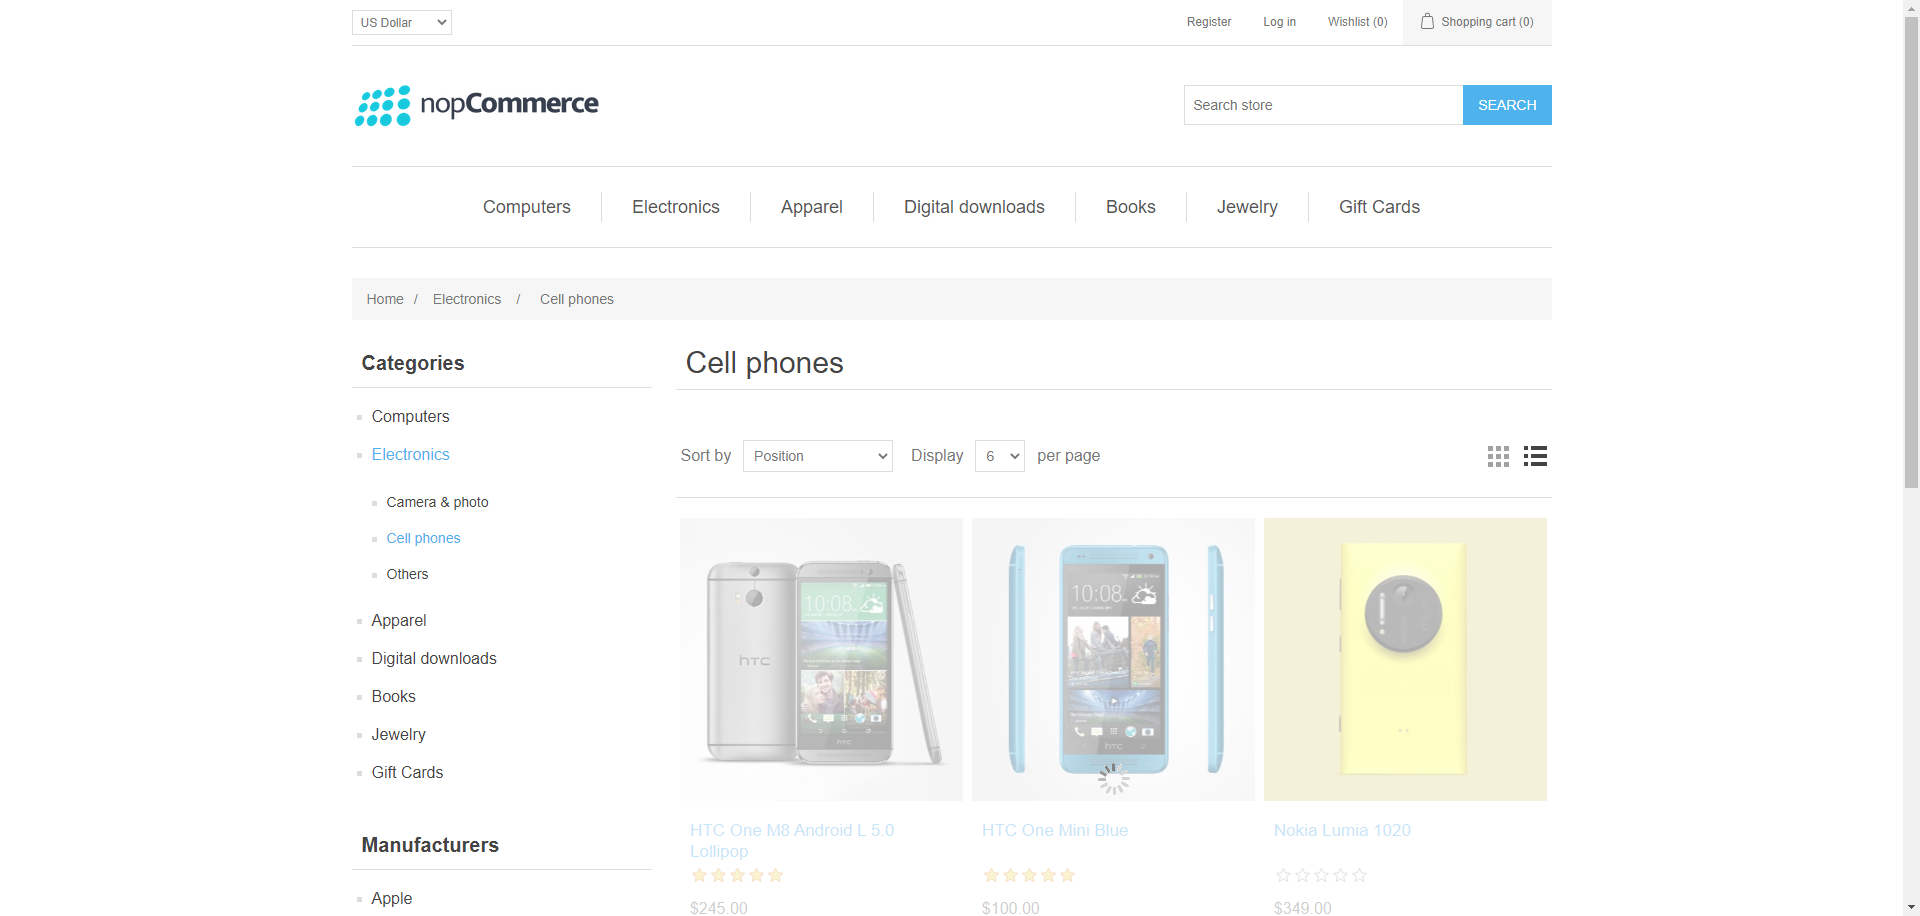 US Dollar
Register
Log in
Wishlist (0)
Shopping cart (0)
nopCommerce
Search store
SEARCH
Computers
Electronics
Apparel
Digital downloads
Books
Jewelry
Gift Cards
Home / Electronics / Cell phones
Categories
Computers
Electronics
Camera & photo
Cell phones
Others
Apparel
Digital downloads
Books
Jewelry
Gift Cards
Manufacturers
Apple
Cell phones
Sort by Position Display 6 per page
10:08
hTC
hTC
10:08
hTC
HTC One M8 Android L 5.0
Lollipop
$245.00
HTC One Mini Blue
$100.00
Nokia Lumia 1020
$349.00